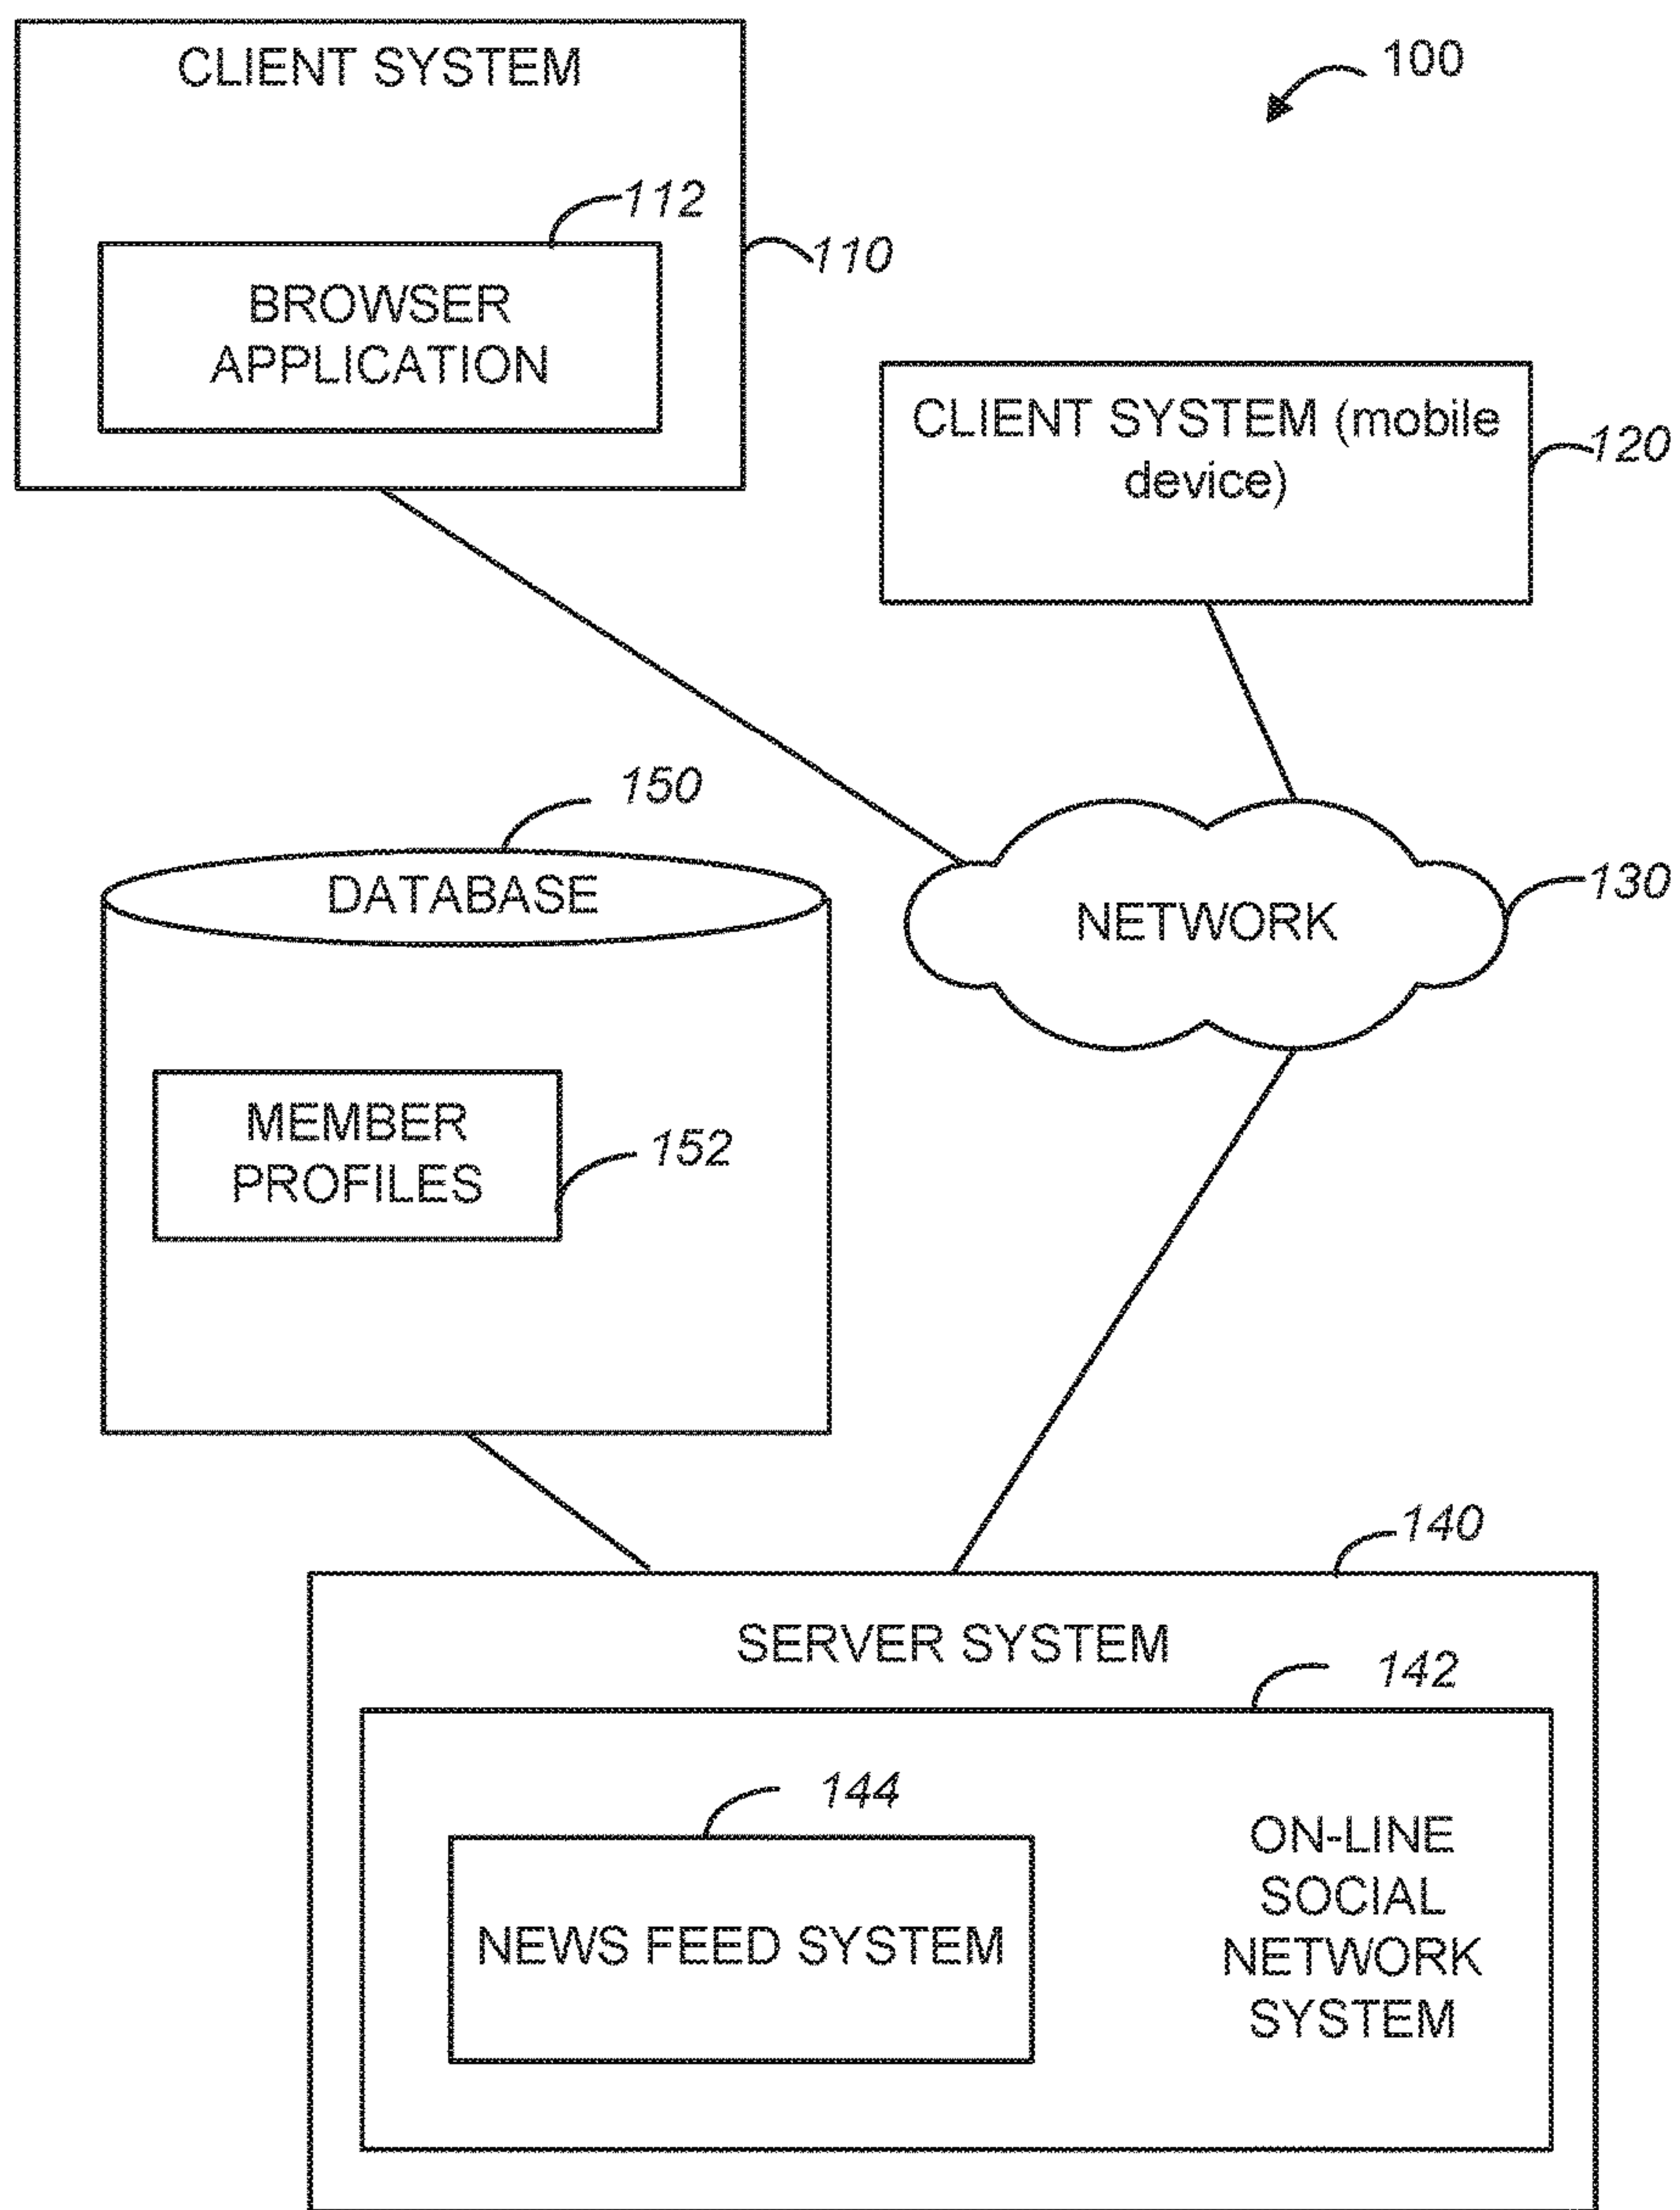 CLIENT SYSTEM
100
112
110
BROWSER
APPLICATION
CLIENT SYSTEM (mobile
device)
120
150
DATABASE
130
NETWORK
MEMBER
PROFILES
152
140
SERVER SYSTEM
142
144
NEWS FEED SYSTEM
ON-LINE
SOCIAL
NETWORK
SYSTEM